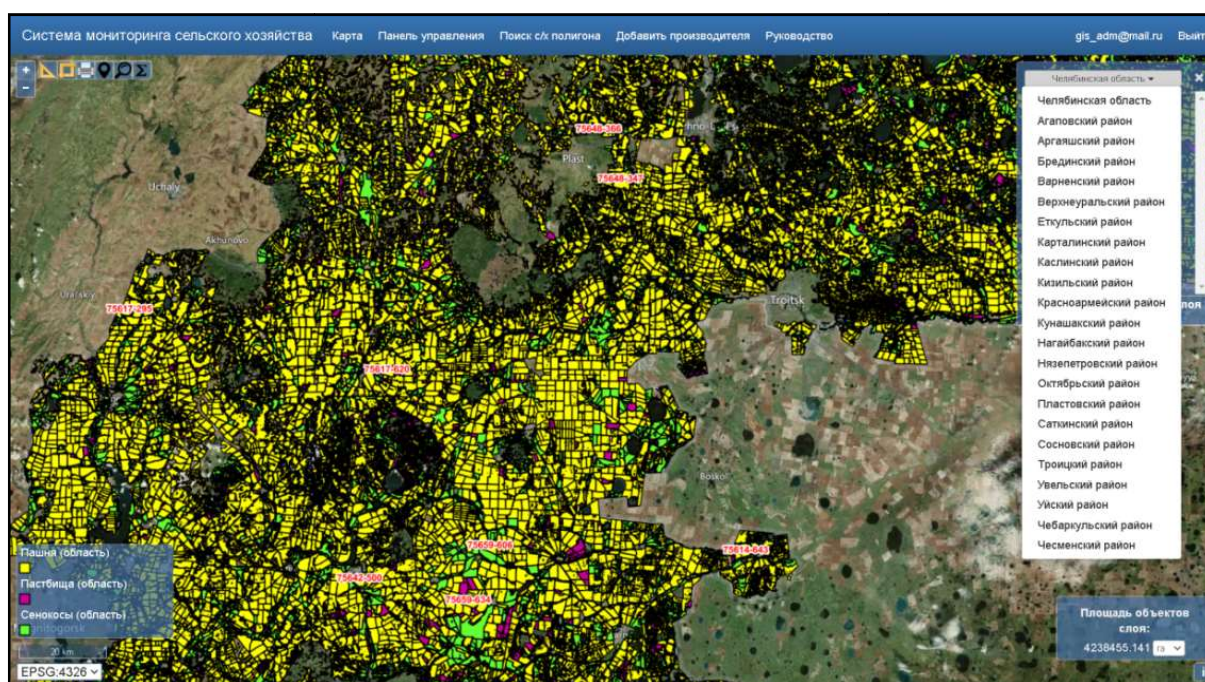 Система мониторинга сельского хозяйства Карта Панель управления Поиск с/х полигона Добавить производителя Руководство gis_adm@mail.ru Выйт
+
-
Челябинская область
Челябинская область
Агаповский район
Аргаяшский район
Брединский район
Варненский район
Верхнеуральский район
Еткульский район
Карталинский район
Каслинский район
Кизильский район
Красноармейский район
Кунашакский район
Нагайбакский район
Нязепетровский район
Октябрьский район
Пластовский район
Саткинский район
Сосновский район
Троицкий район
Увельский район
Уйский район
Чебаркульский район
Чесменский район
75648-366
Plast
75648-347
Uchaly
Akhunovo
Uralskiy
75617-295
Troitsk
75617-620
Boskol
75659-606
75614-643
75642-500
75659-634
Пашня (область)
Пастбища (область)
Сенокосы (область)
20 km
EPSG:4326
Площадь объектов
слоя:
4238455.141 га